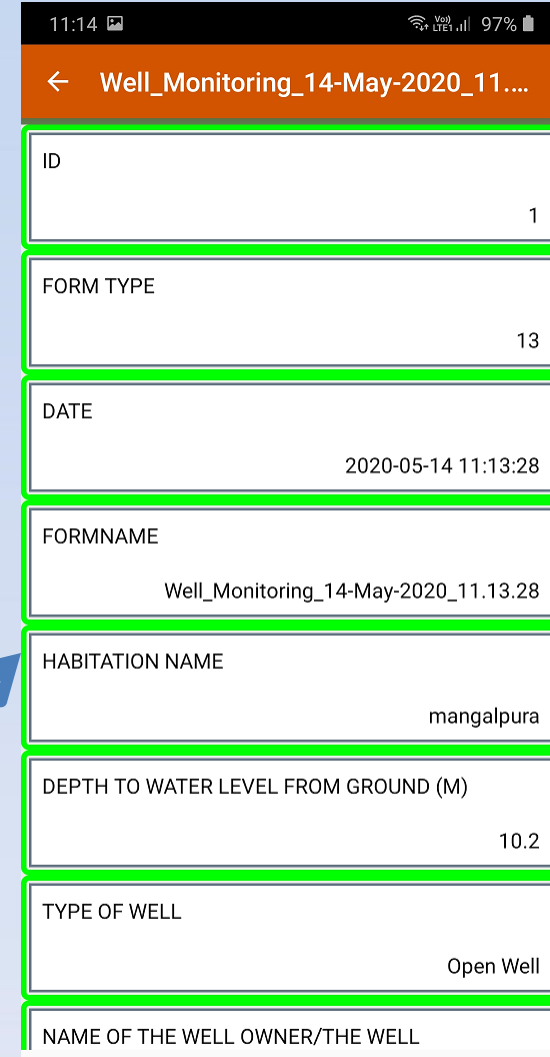 11:14 Vo)) LTE1 97%
Well_Monitoring_14-May-2020_11....
ID
1
FORM TYPE
13
DATE
2020-05-14 11:13:28
FORMNAME
Well_Monitoring_14-May-2020_11.13.28
HABITATION NAME
mangalpura
DEPTH TO WATER LEVEL FROM GROUND (M)
10.2
TYPE OF WELL
Open Well
NAME OF THE WELL OWNER/THE WELL